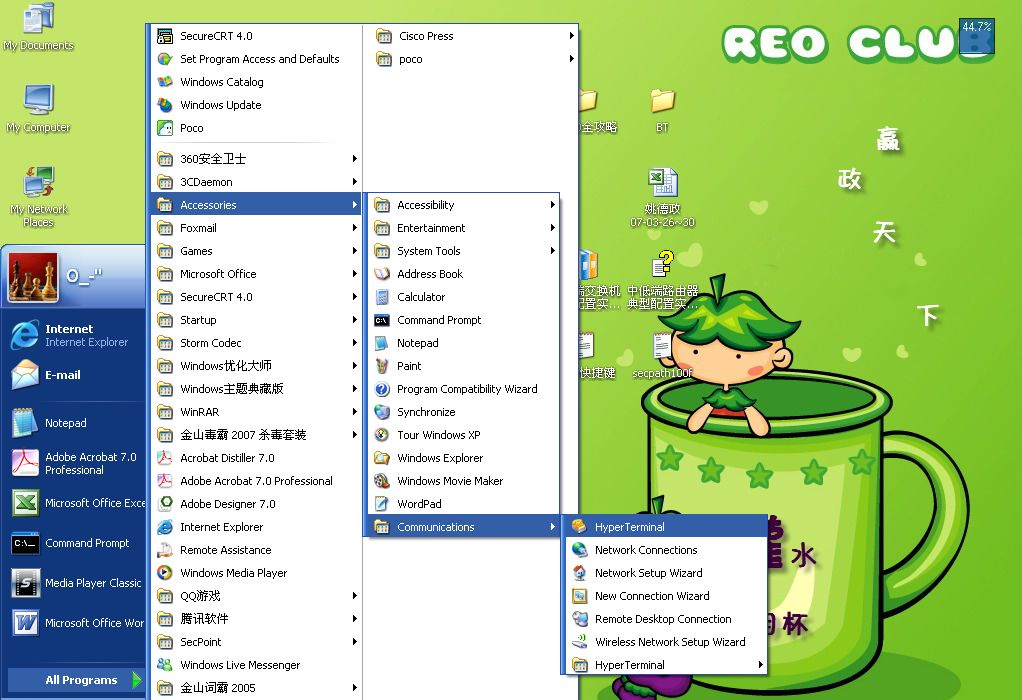 REO CLUB
44.7%
My Documents
My Computer
My Network
Places
全攻略
BT
姚德政
07-03-26~30
交换机
配置实...
中低端路由器
典型配置实...
快捷键
secpath100f
赢
政
天
下
水
杯
O_-"
Internet
Internet Explorer
E-mail
Notepad
Adobe Acrobat 7.0
Professional
Microsoft Office Exce
Command Prompt
Media Player Classic
Microsoft Office Wor
All Programs
SecureCRT 4.0
Set Program Access and Defaults
Windows Catalog
Windows Update
Poco
360安全卫士
3CDaemon
Accessories
Foxmail
Games
Microsoft Office
SecureCRT 4.0
Startup
Storm Codec
Windows优化大师
Windows主题典藏版
WinRAR
金山毒霸 2007 杀毒套装
Acrobat Distiller 7.0
Adobe Acrobat 7.0 Professional
Adobe Designer 7.0
Internet Explorer
Remote Assistance
Windows Media Player
QQ游戏
腾讯软件
SecPoint
Windows Live Messenger
金山词霸 2005
Cisco Press
poco
Accessibility
Entertainment
System Tools
Address Book
Calculator
Command Prompt
Notepad
Paint
Program Compatibility Wizard
Synchronize
Tour Windows XP
Windows Explorer
Windows Movie Maker
WordPad
Communications
HyperTerminal
Network Connections
Network Setup Wizard
New Connection Wizard
Remote Desktop Connection
Wireless Network Setup Wizard
HyperTerminal